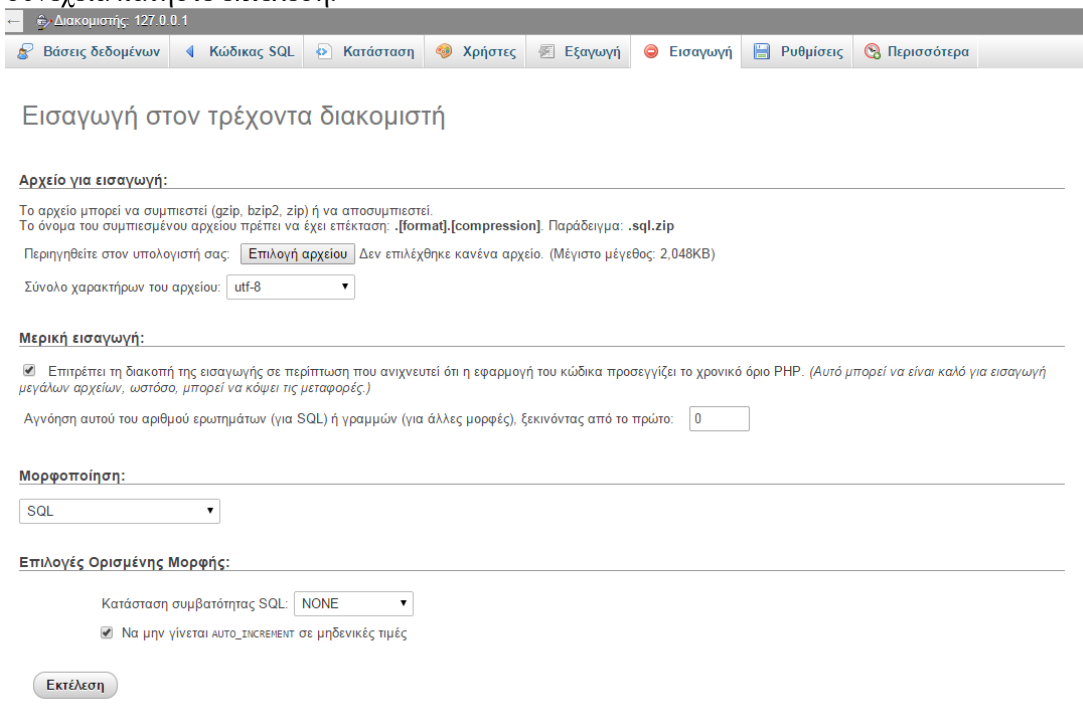 ← Διακομιστής: 127.0.0.1
Βάσεις δεδομένων Κώδικας SQL Κατάσταση Χρήστες Εξαγωγή Εισαγωγή Ρυθμίσεις Περισσότερα
Εισαγωγή στον τρέχοντα διακομιστή
Αρχείο για εισαγωγή:
Το αρχείο μπορεί να συμπιεστεί (gzip, bzip2, zip) ή να αποσυμπιεστεί.
Το όνομα του συμπιεσμένου αρχείου πρέπει να έχει επέκταση: .[format].[compression]. Παράδειγμα: .sql.zip
Περιηγηθείτε στον υπολογιστή σας: Επιλογή αρχείου Δεν επιλέχθηκε κανένα αρχείο. (Μέγιστο μέγεθος: 2,048KB)
Σύνολο χαρακτήρων του αρχείου: utf-8
Μερική εισαγωγή:
Επιτρέπει τη διακοπή της εισαγωγής σε περίπτωση που ανιχνευτεί ότι η εφαρμογή του κώδικα προσεγγίζει το χρονικό όριο PHP. (Αυτό μπορεί να είναι καλό για εισαγωγή
μεγάλων αρχείων, ωστόσο, μπορεί να κόψει τις μεταφορές.)
Αγνόηση αυτού του αριθμού ερωτημάτων (για SQL) ή γραμμών (για άλλες μορφές), ξεκινόντας από το πρώτο: 0
Μορφοποίηση:
SQL
Επιλογές Ορισμένης Μορφής:
Κατάσταση συμβατότητας SQL: NONE
Να μην γίνεται AUTO_INCREMENT σε μηδενικές τιμές
Εκτέλεση